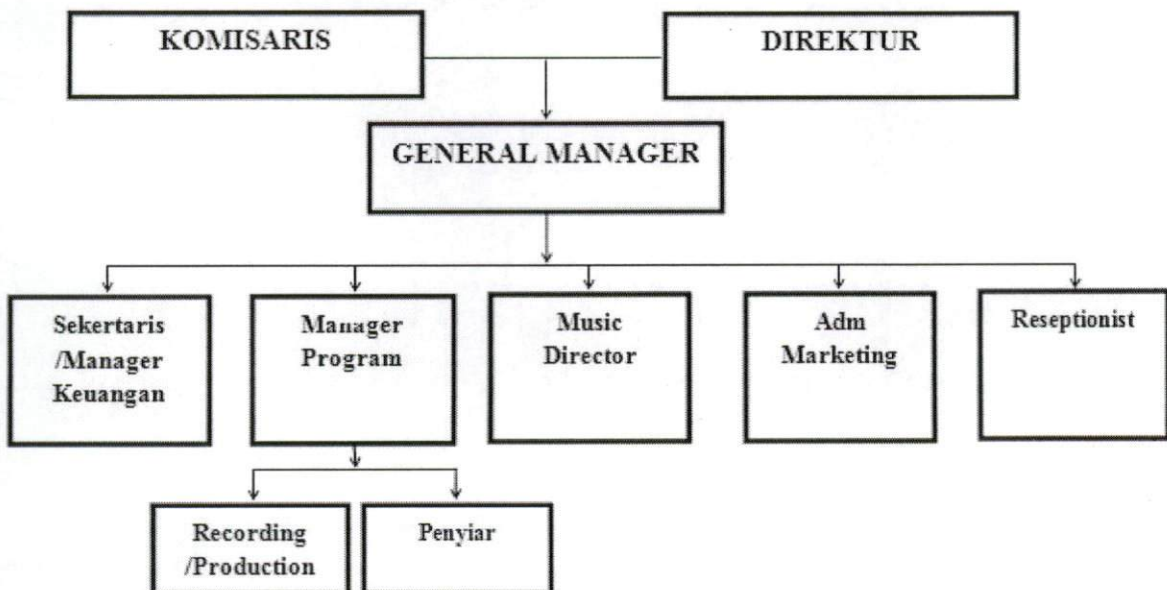 KOMISARIS
DIREKTUR
GENERAL MANAGER
Sekertaris
/Manager
Keuangan
Manager
Program
Music
Director
Adm
Marketing
Reseptionist
Recording
/Production
Penyiar